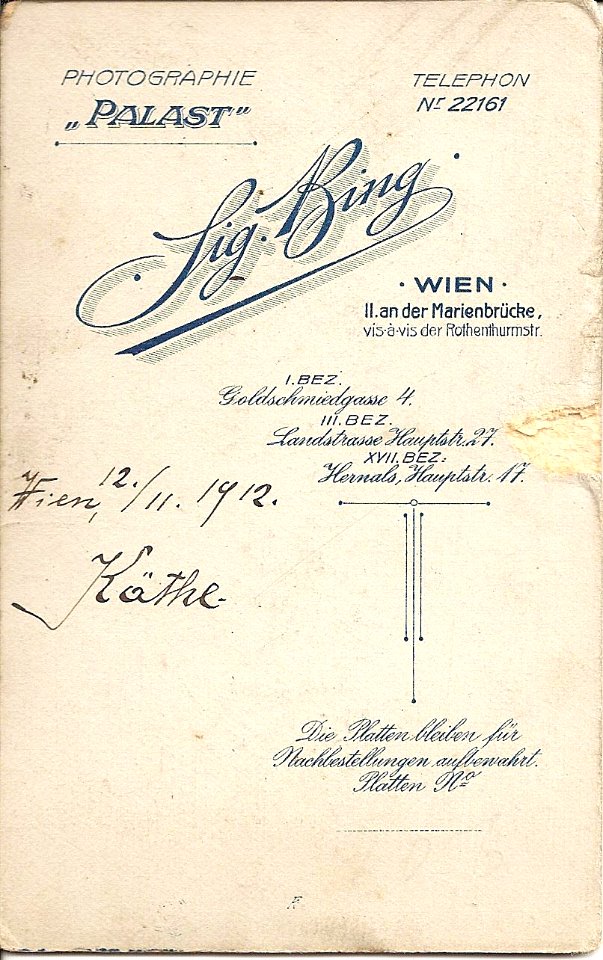 PHOTOGRAPHIE
„PALAST“
TELEPHON
Nr 22161
Sig. Bing
· WIEN ·
II. an der Marienbrücke,
vis-à-vis der Rothenthurmstr.
I. BEZ.
Goldschmiedgasse 4.
III. BEZ.
Landstrasse Hauptstr. 27.
XVII. BEZ.
Hernals, Hauptstr. 17.
Wien, 12./11. 1912.
Käthe
Die Platten bleiben für
Nachbestellungen aufbewahrt.
Platten No